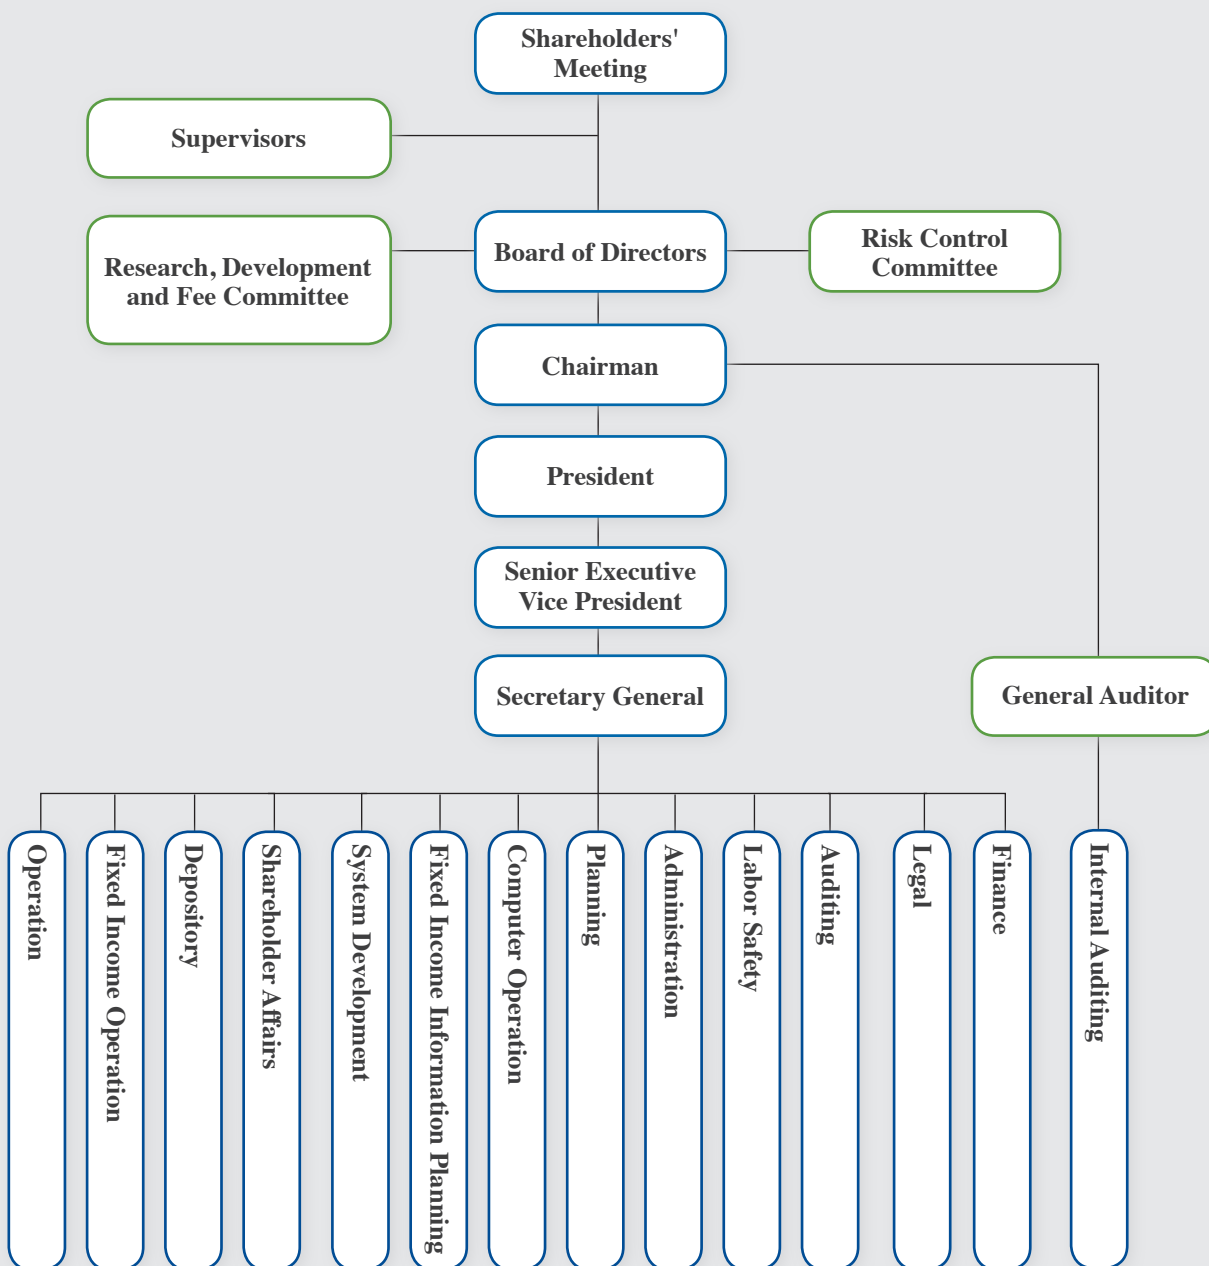 Shareholders'
Meeting
Supervisors
Research, Development
and Fee Committee
Board of Directors
Risk Control
Committee
Chairman
President
Senior Executive
Vice President
Secretary General
General Auditor
Operation
Fixed Income Operation
Depository
Shareholder Affairs
System Development
Fixed Income Information Planning
Computer Operation
Planning
Administration
Labor Safety
Auditing
Legal
Finance
Internal Auditing